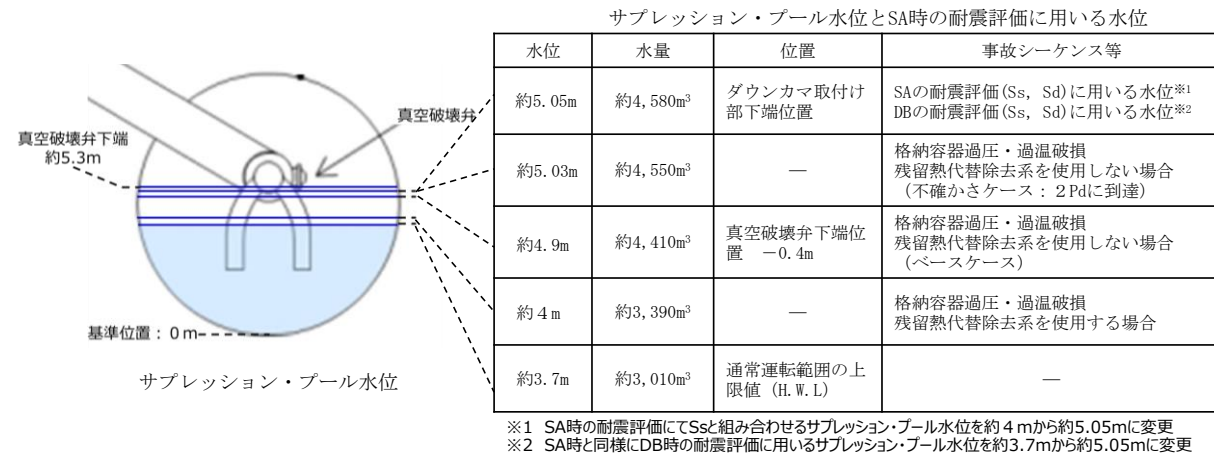 サプレッション・プール水位とSA時の耐震評価に用いる水位
水位 水量 位置 事故シーケンス等
約5.05m 約4,580m³ ダウンカマ取付け
部下端位置
SAの耐震評価(Ss, Sd)に用いる水位※1
DBの耐震評価(Ss, Sd)に用いる水位※2
約5.03m 約4,550m³ —
格納容器過圧・過温破損
残留熱代替除去系を使用しない場合
(不確かさケース:2Pdに到達)
約4.9m 約4,410m³ 真空破壊弁下端位
置 -0.4m
格納容器過圧・過温破損
残留熱代替除去系を使用しない場合
(ベースケース)
約4m 約3,390m³ —
格納容器過圧・過温破損
残留熱代替除去系を使用する場合
約3.7m 約3,010m³ 通常運転範囲の上
限値 (H.W.L)
—
真空破壊弁
真空破壊弁下端
約5.3m
基準位置:0m
サプレッション・プール水位
※1 SA時の耐震評価にてSsと組み合わせるサプレッション・プール水位を約4mから約5.05mに変更
※2 SA時と同様にDB時の耐震評価に用いるサプレッション・プール水位を約3.7mから約5.05mに変更